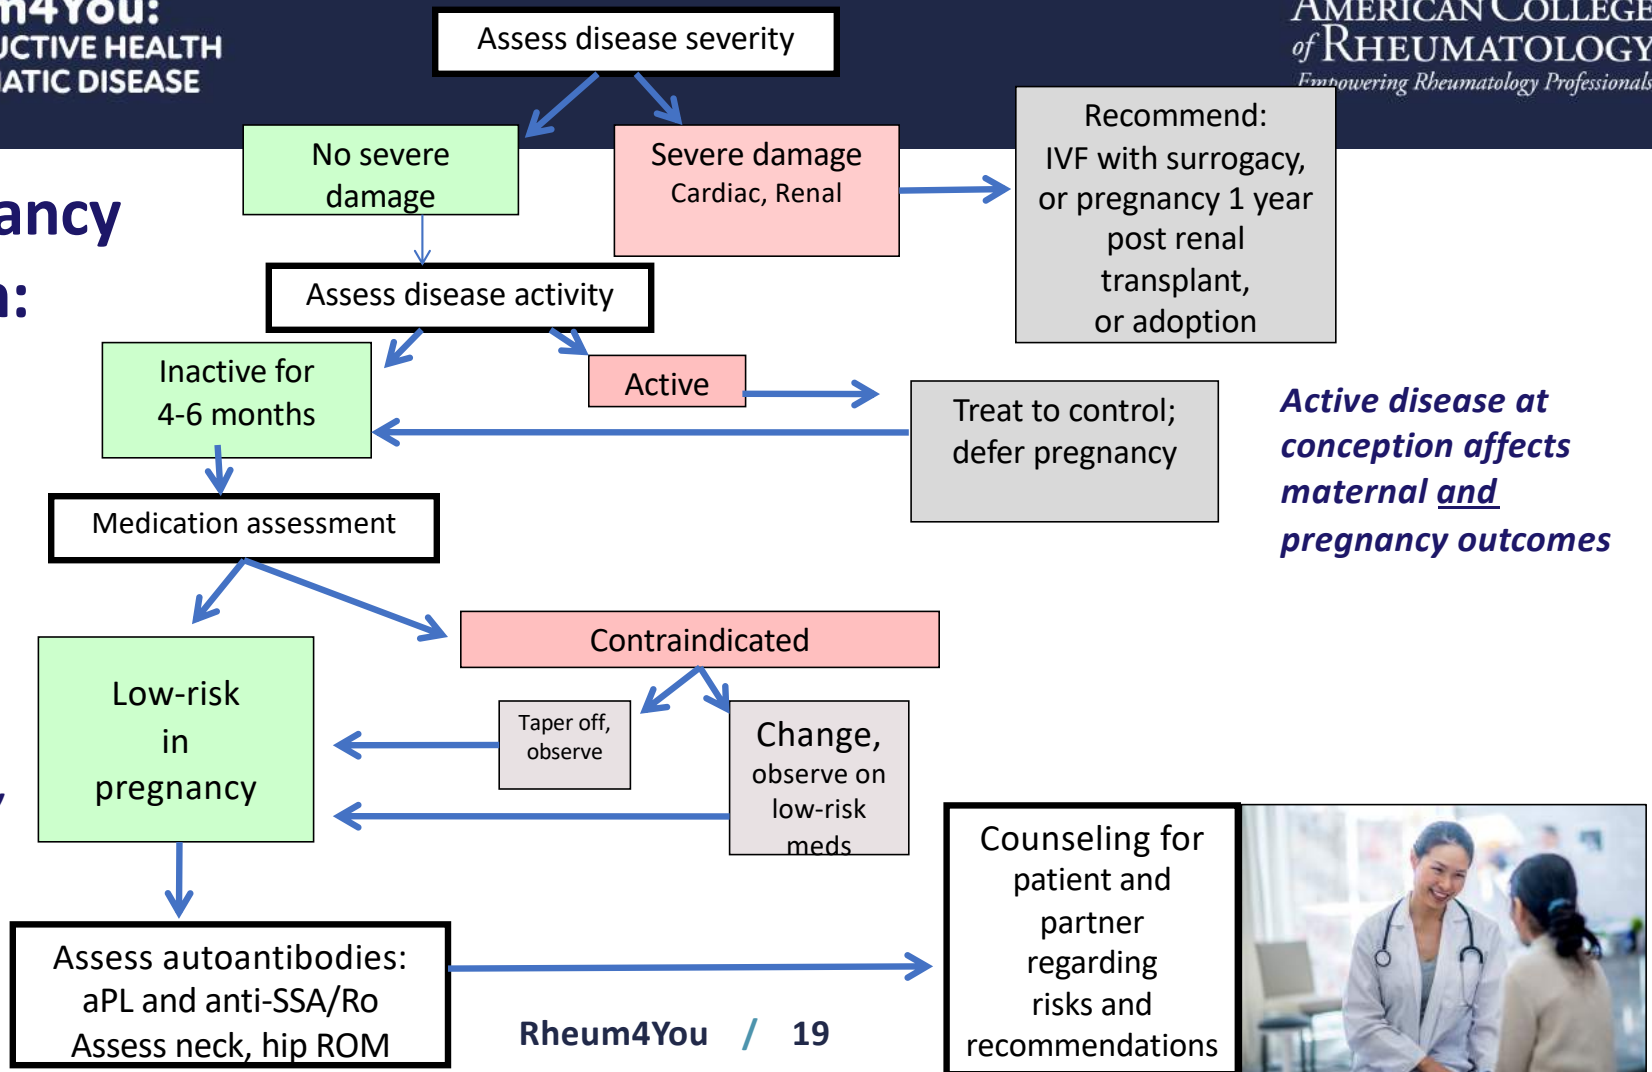 AMERICAN COLLEGE
of RHEUMATOLOGY
Empowering Rheumatology Professionals
m4You:
UCTIVE HEALTH
ATIC DISEASE
ancy
n:
Assess disease severity
No severe
damage
Severe damage
Cardiac, Renal
Recommend:
IVF with surrogacy,
or pregnancy 1 year
post renal
transplant,
or adoption
Assess disease activity
Inactive for
4-6 months
Active
Treat to control;
defer pregnancy
Active disease at
conception affects
maternal and
pregnancy outcomes
Medication assessment
Contraindicated
Low-risk
in
pregnancy
Taper off,
observe
Change,
observe on
low-risk
meds
Assess autoantibodies:
aPL and anti-SSA/Ro
Assess neck, hip ROM
Counseling for
patient and
partner
regarding
risks and
recommendations
Rheum4You / 19